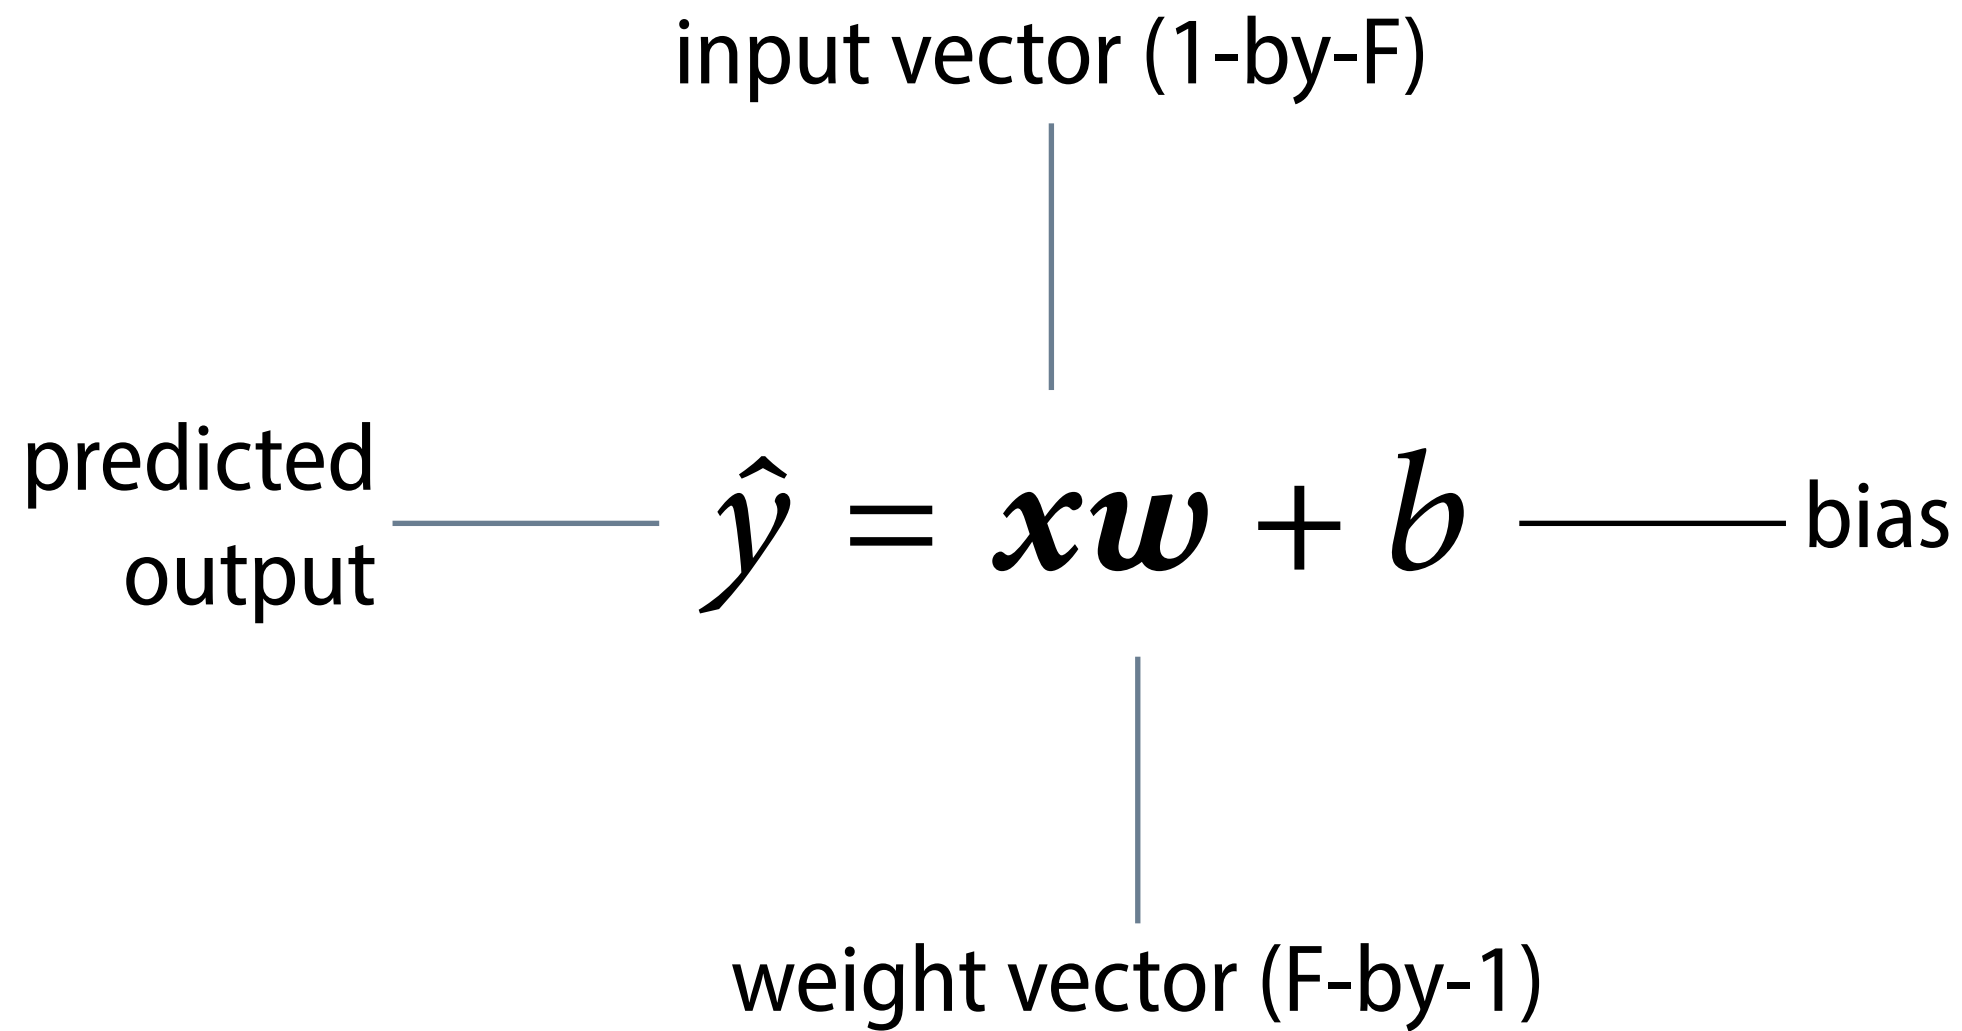 input vector (1-by-F)
predicted
output
ŷ = xw + b
bias
weight vector (F-by-1)